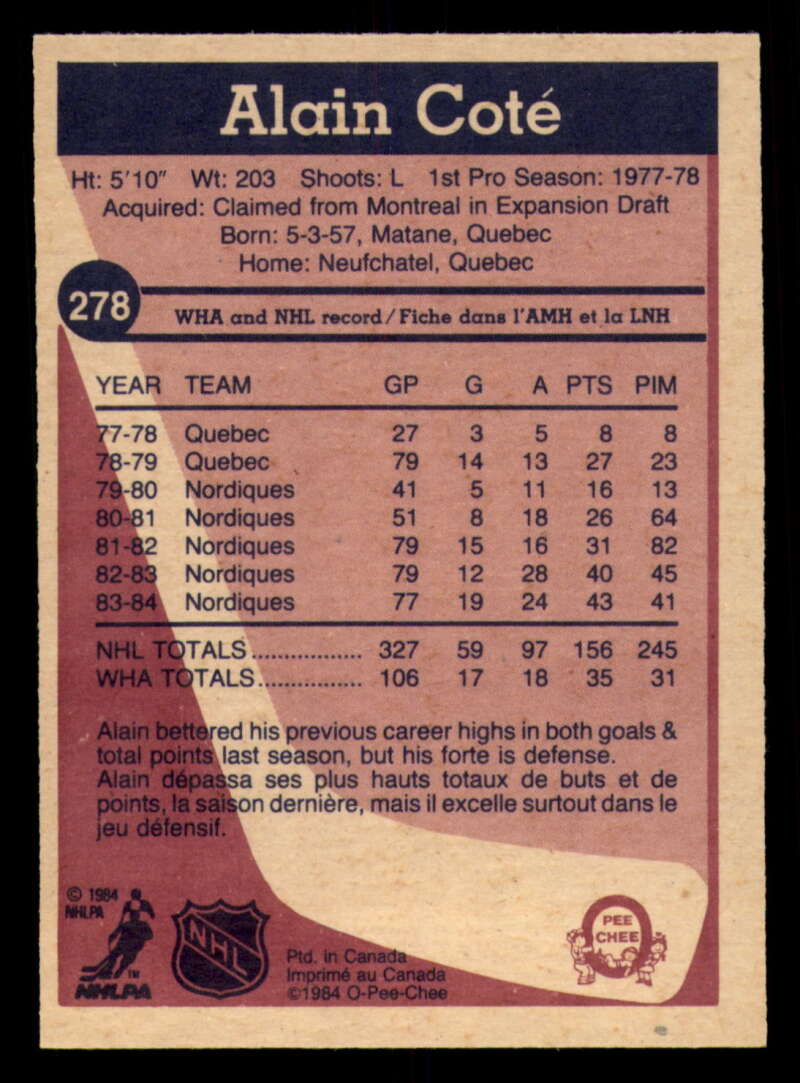 Alain Coté
Ht: 5'10" Wt: 203 Shoots: L 1st Pro Season: 1977-78
Acquired: Claimed from Montreal in Expansion Draft
Born: 5-3-57, Matane, Quebec
Home: Neufchatel, Quebec
278
WHA and NHL record/Fiche dans l'AMH et la LNH
YEAR TEAM GP G A PTS PIM
77-78 Quebec 27 3 5 8 8
78-79 Quebec 79 14 13 27 23
79-80 Nordiques 41 5 11 16 13
80-81 Nordiques 51 8 18 26 64
81-82 Nordiques 79 15 16 31 82
82-83 Nordiques 79 12 28 40 45
83-84 Nordiques 77 19 24 43 41
NHL TOTALS................. 327 59 97 156 245
WHA TOTALS................ 106 17 18 35 31
Alain bettered his previous career highs in both goals &
total points last season, but his forte is defense.
Alain dépassa ses plus hauts totaux de buts et de
points, la saison dernière, mais il excelle surtout dans le
jeu défensif.
© 1984
NHLPA
TM
NHLPA
NHL
Ptd. in Canada
Imprimé au Canada
©1984 O-Pee-Chee
PEE
CHEE